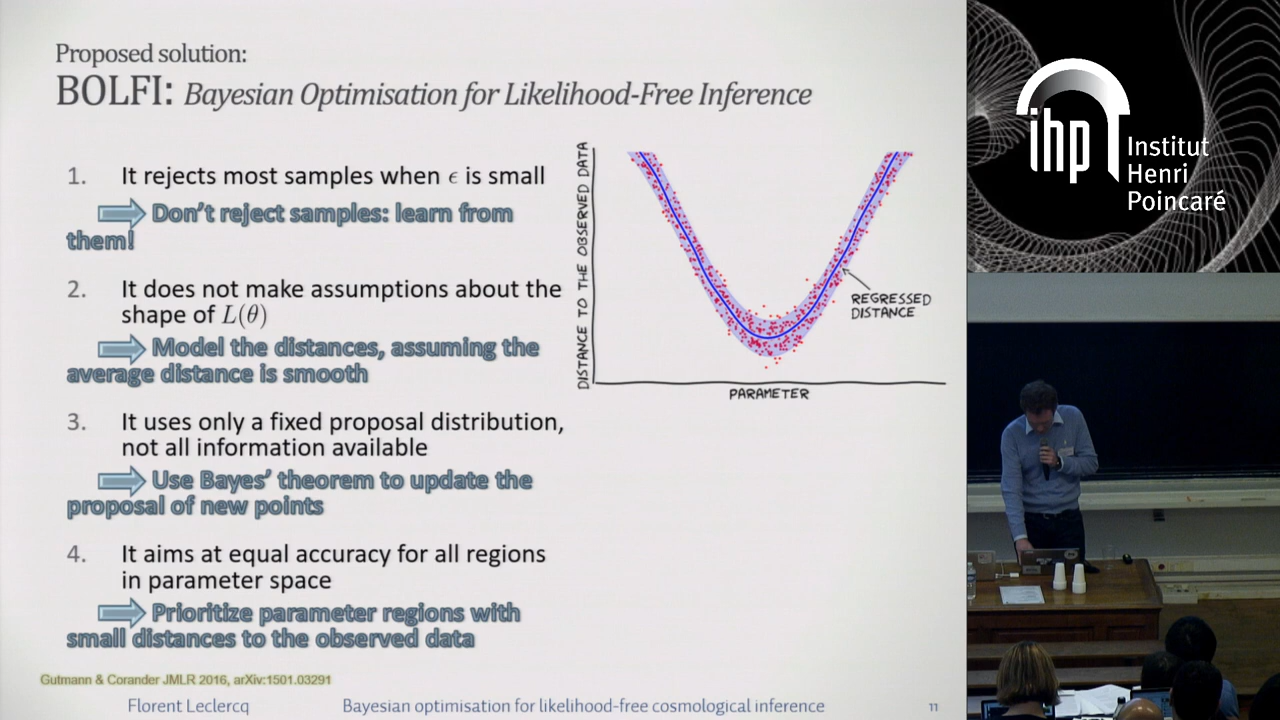 Proposed solution:
BOLFI: Bayesian Optimisation for Likelihood-Free Inference
1. It rejects most samples when ϵ is small
Don't reject samples: learn from
them!
2. It does not make assumptions about the
shape of L(θ)
Model the distances, assuming the
average distance is smooth
3. It uses only a fixed proposal distribution,
not all information available
Use Bayes' theorem to update the
proposal of new points
4. It aims at equal accuracy for all regions
in parameter space
Prioritize parameter regions with
small distances to the observed data
DISTANCE TO THE OBSERVED DATA
REGRESSED
DISTANCE
PARAMETER
Gutmann & Corander JMLR 2016, arXiv:1501.03291
Florent Leclercq
Bayesian optimisation for likelihood-free cosmological inference
11
ihp
Institut
Henri
Poincaré